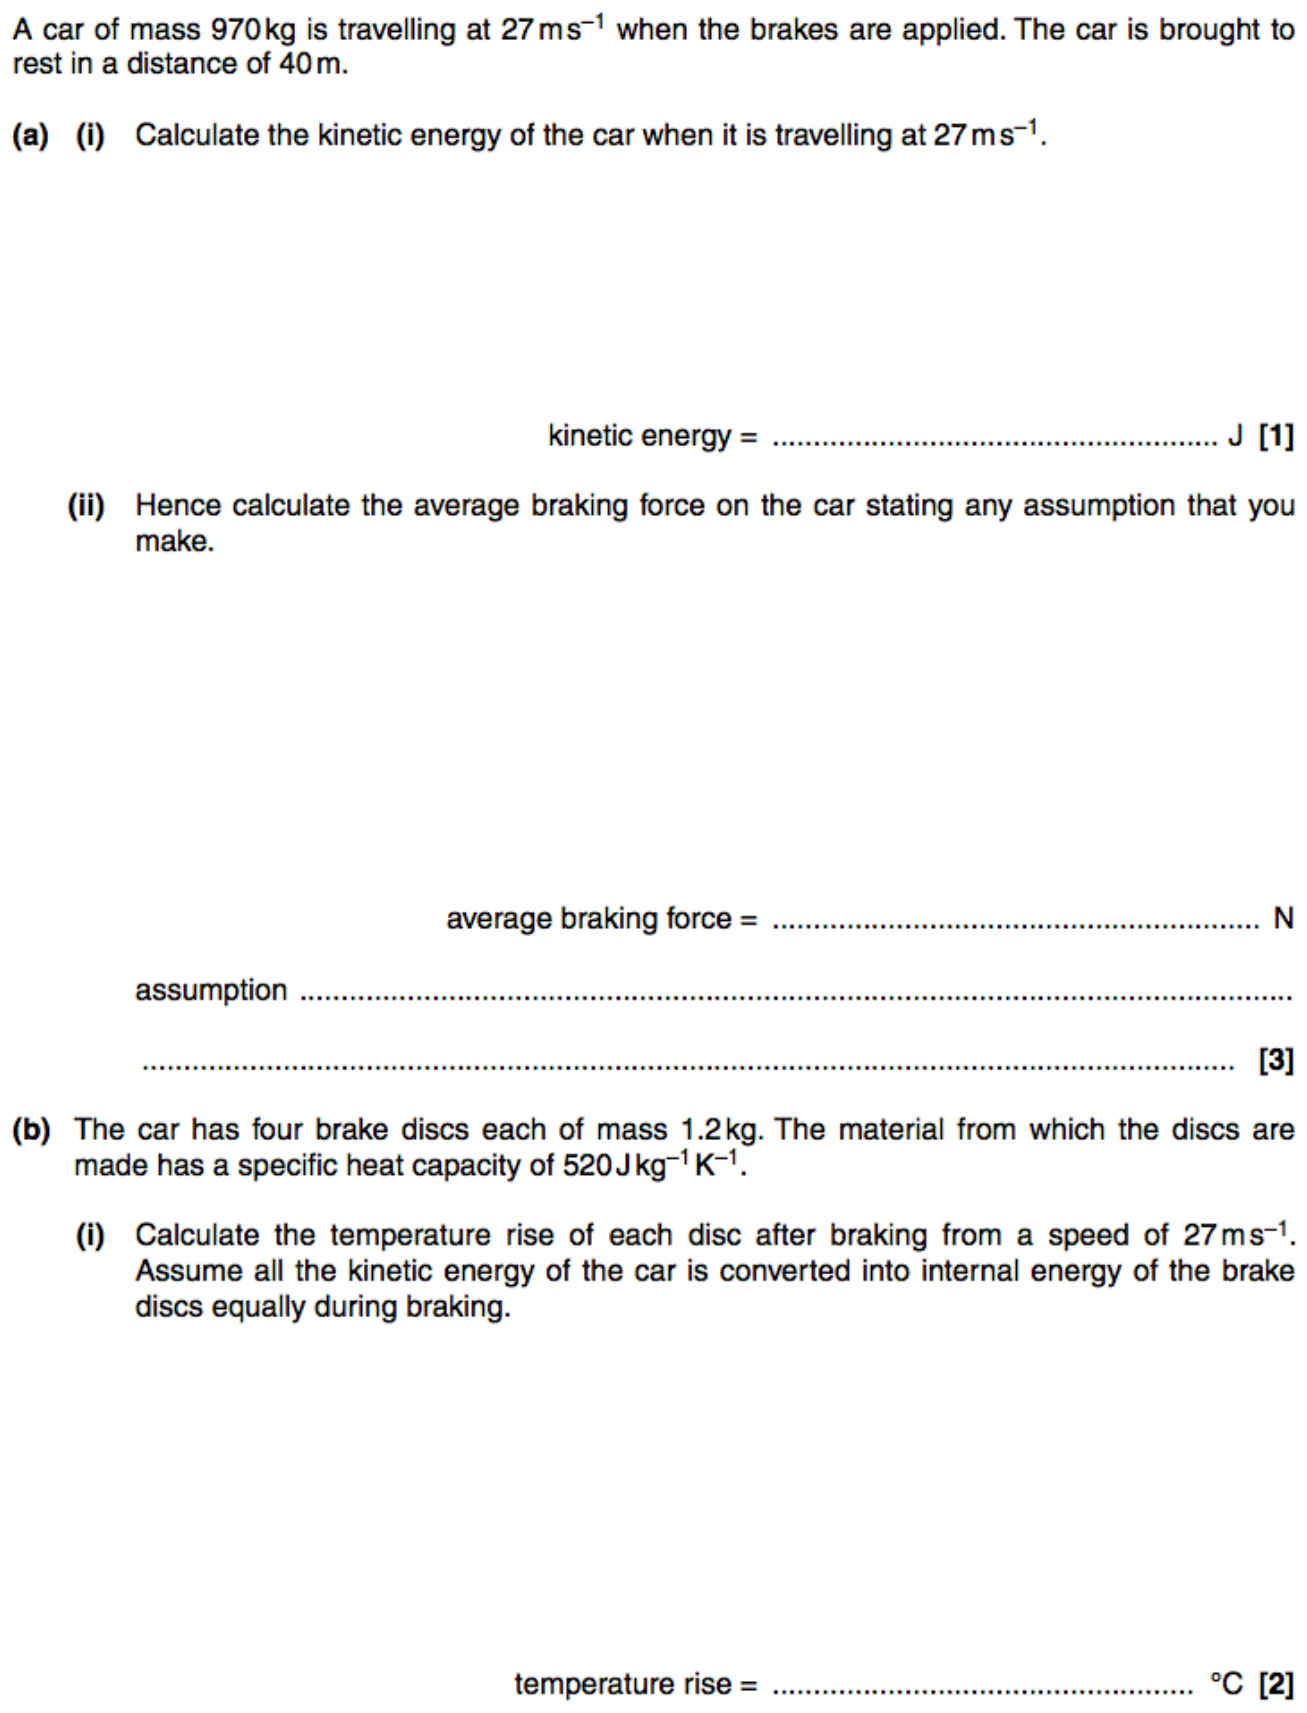 A car of mass 970 kg is travelling at 27 m s⁻¹ when the brakes are applied. The car is brought to
rest in a distance of 40 m.
(a) (i) Calculate the kinetic energy of the car when it is travelling at 27 m s⁻¹.
kinetic energy = ...................................................... J [1]
(ii) Hence calculate the average braking force on the car stating any assumption that you
make.
average braking force = ........................................................... N
assumption ........................................................................................................................
.................................................................................................................................... [3]
(b) The car has four brake discs each of mass 1.2 kg. The material from which the discs are
made has a specific heat capacity of 520 J kg⁻¹ K⁻¹.
(i) Calculate the temperature rise of each disc after braking from a speed of 27 m s⁻¹.
Assume all the kinetic energy of the car is converted into internal energy of the brake
discs equally during braking.
temperature rise = ................................................... °C [2]